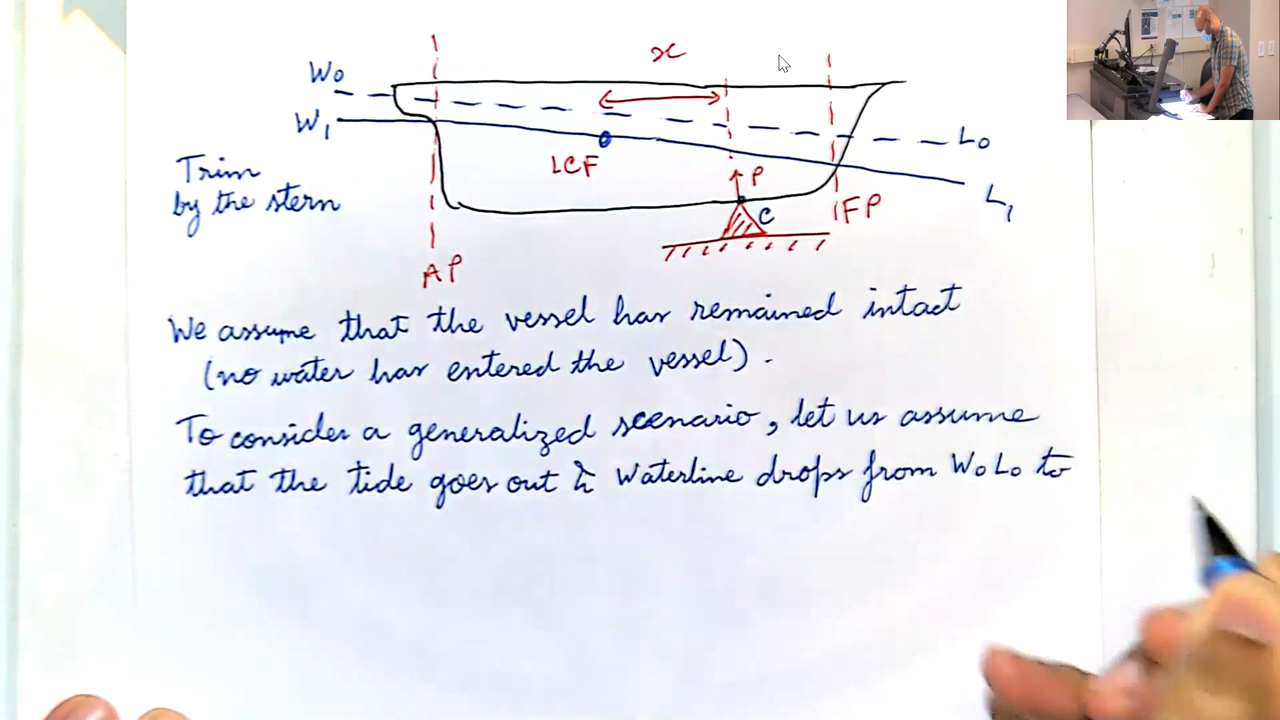 x
W0
W1
L0
Trim
by the stern
LCF
P
C
FP
L1
AP
We assume that the vessel has remained intact
(no water has entered the vessel).
To consider a generalized scenario, let us assume
that the tide goes out & waterline drops from W0L0 to